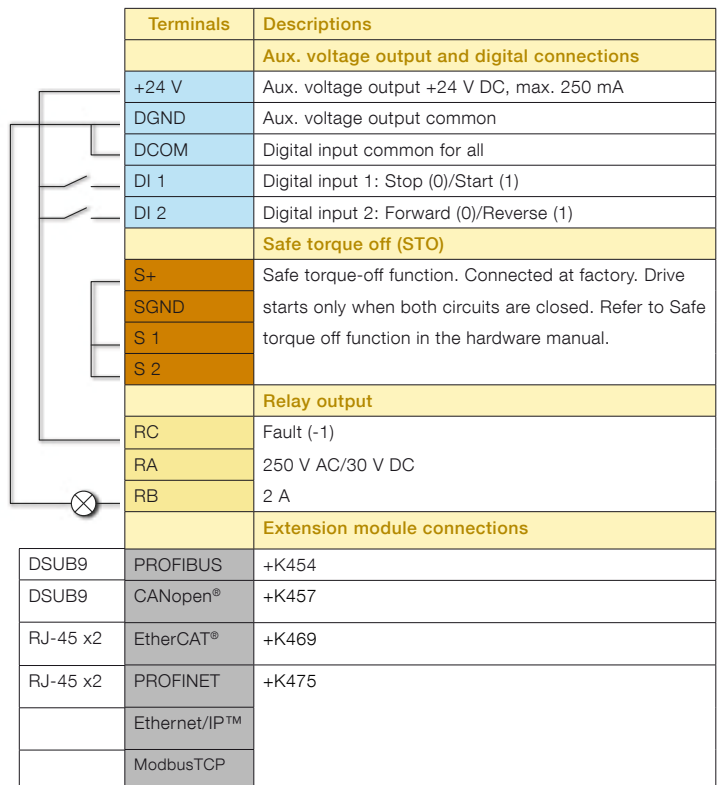 Terminals Descriptions
Aux. voltage output and digital connections
+24 V Aux. voltage output +24 V DC, max. 250 mA
DGND Aux. voltage output common
DCOM Digital input common for all
DI 1 Digital input 1: Stop (0)/Start (1)
DI 2 Digital input 2: Forward (0)/Reverse (1)
Safe torque off (STO)
S+ Safe torque-off function. Connected at factory. Drive
SGND starts only when both circuits are closed. Refer to Safe
S 1 torque off function in the hardware manual.
S 2
Relay output
RC Fault (-1)
RA 250 V AC/30 V DC
RB 2 A
Extension module connections
DSUB9 PROFIBUS +K454
DSUB9 CANopen® +K457
RJ-45 x2 EtherCAT® +K469
RJ-45 x2 PROFINET +K475
Ethernet/IP™
ModbusTCP